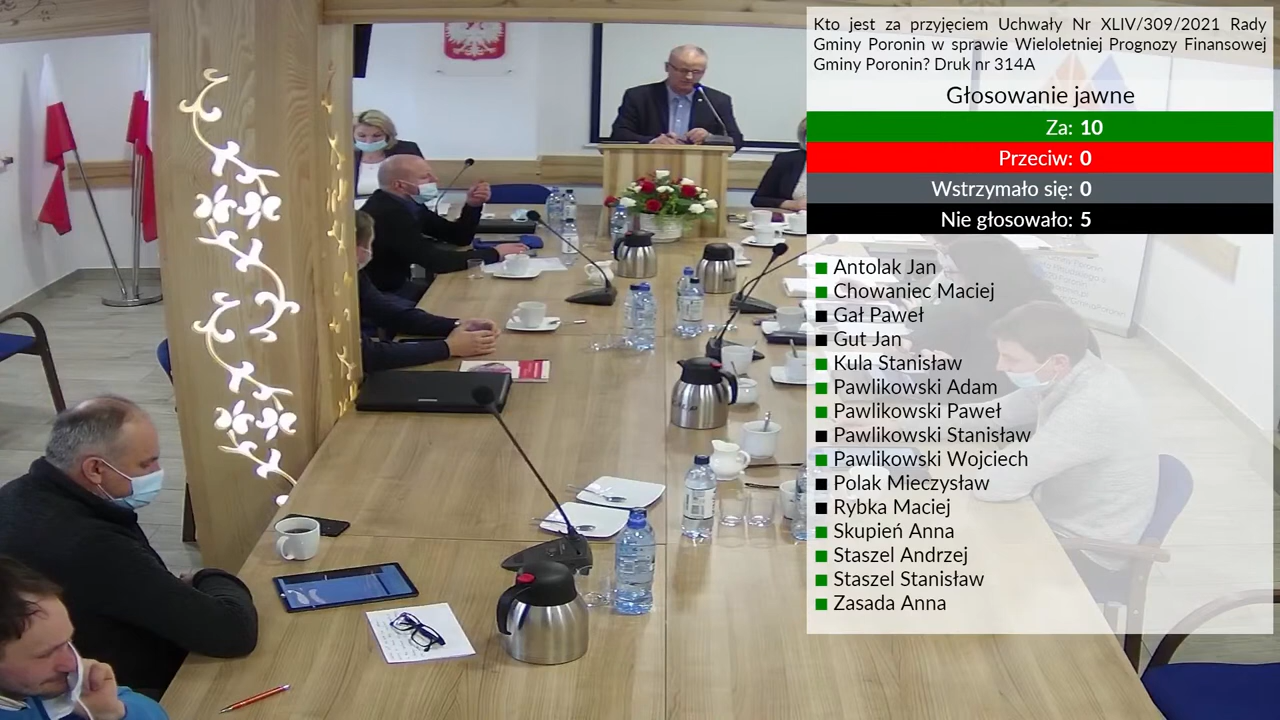 Kto jest za przyjęciem Uchwały Nr XLIV/309/2021 Rady
Gminy Poronin w sprawie Wieloletniej Prognozy Finansowej
Gminy Poronin? Druk nr 314A
Głosowanie jawne
Za: 10
Przeciw: 0
Wstrzymało się: 0
Nie głosowało: 5
Antolak Jan
Chowaniec Maciej
Gał Paweł
Gut Jan
Kula Stanisław
Pawlikowski Adam
Pawlikowski Paweł
Pawlikowski Stanisław
Pawlikowski Wojciech
Polak Mieczysław
Rybka Maciej
Skupień Anna
Staszel Andrzej
Staszel Stanisław
Zasada Anna